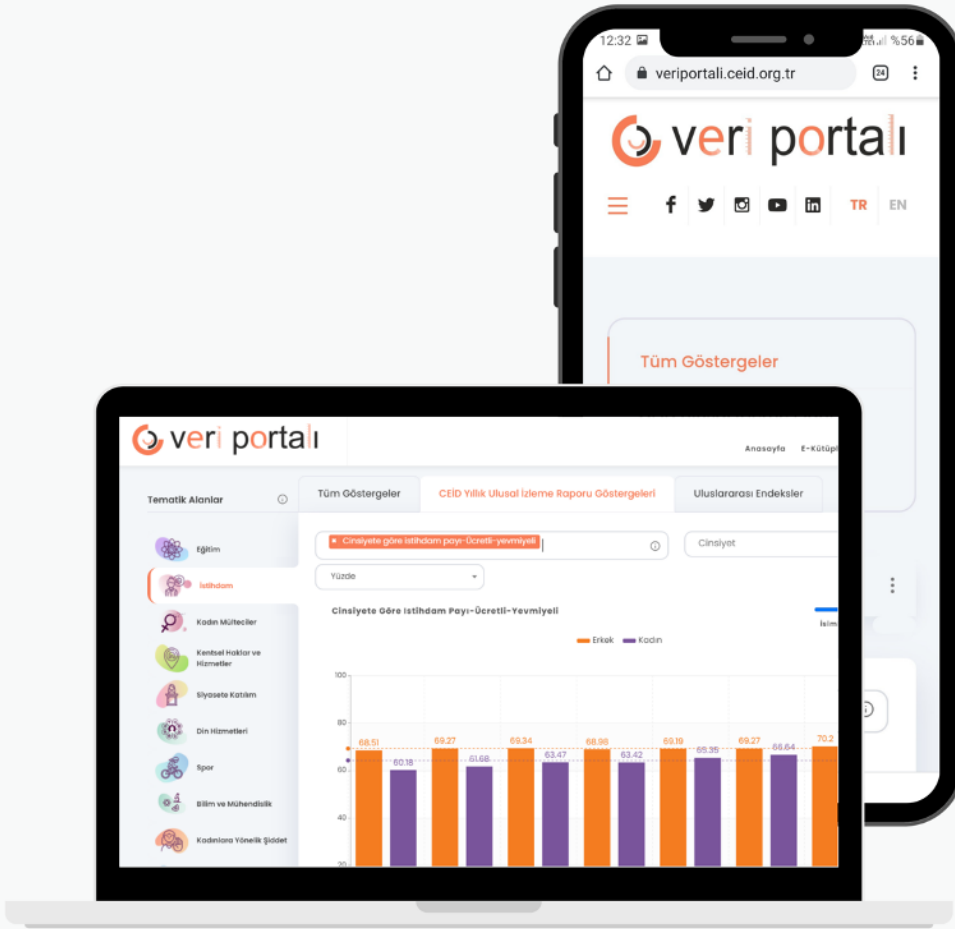 12:32 %56
veriportali.ceid.org.tr 24
veri portalı
TR EN
Tüm Göstergeler
veri portalı
Anasayfa E-Kütüp
Tematik Alanlar
Tüm Göstergeler CEİD Yıllık Ulusal İzleme Raporu Göstergeleri Uluslararası Endeksler
Eğitim
İstihdam
Kadın Mülteciler
Kentsel Haklar ve
Hizmetler
Siyasete Katılım
Din Hizmetleri
Spor
Bilim ve Mühendislik
Kadınlara Yönelik Şiddet
Cinsiyete göre istihdam payı-Ücretli-yevmiyeli
Cinsiyet
Yüzde
Cinsiyete Göre Istihdam Payı-Ücretli-Yevmiyeli
İsim
Erkek Kadın
100
80
60
40
20
68.51 60.18 69.27 61.68 69.34 63.47 68.98 63.42 69.19 65.35 69.27 66.64 70.2